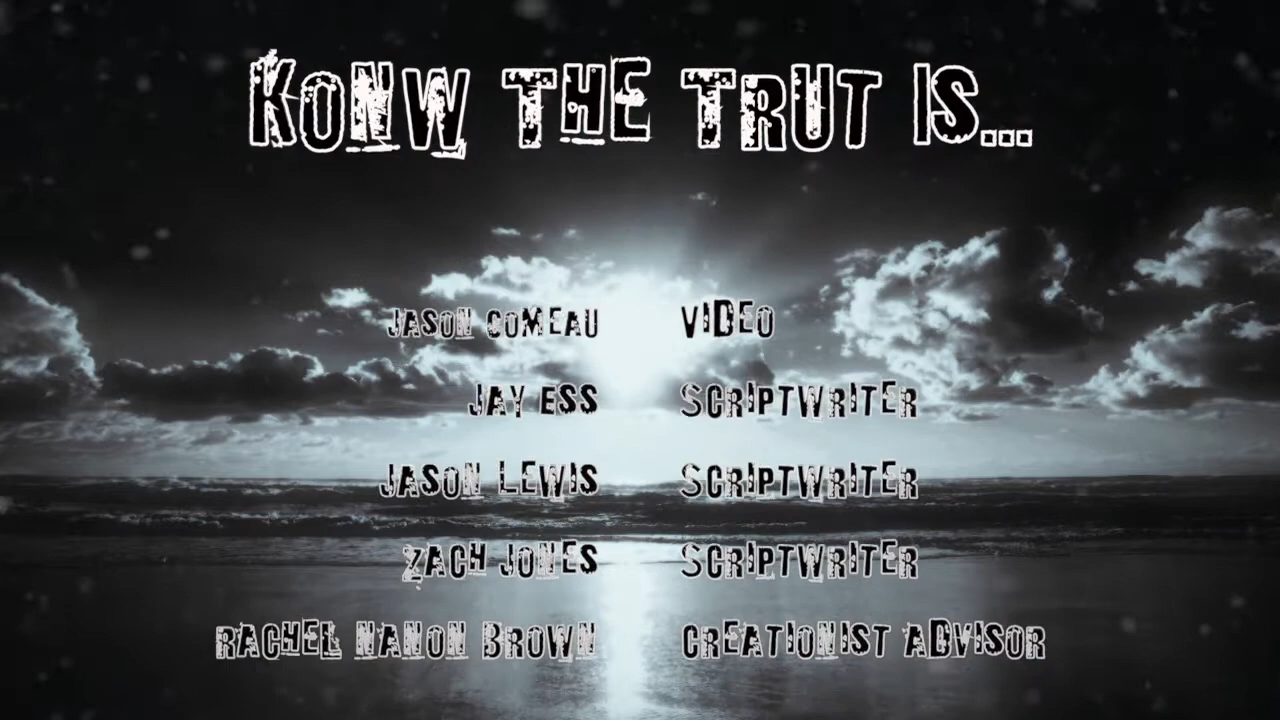 KONW THE TRUT IS...
JASON COMEAU VIDEO
JAY ESS SCRIPTWRITER
JASON LEWIS SCRIPTWRITER
ZACH JONES SCRIPTWRITER
RACHEL NANON BROWN CREATIONIST ADVISOR